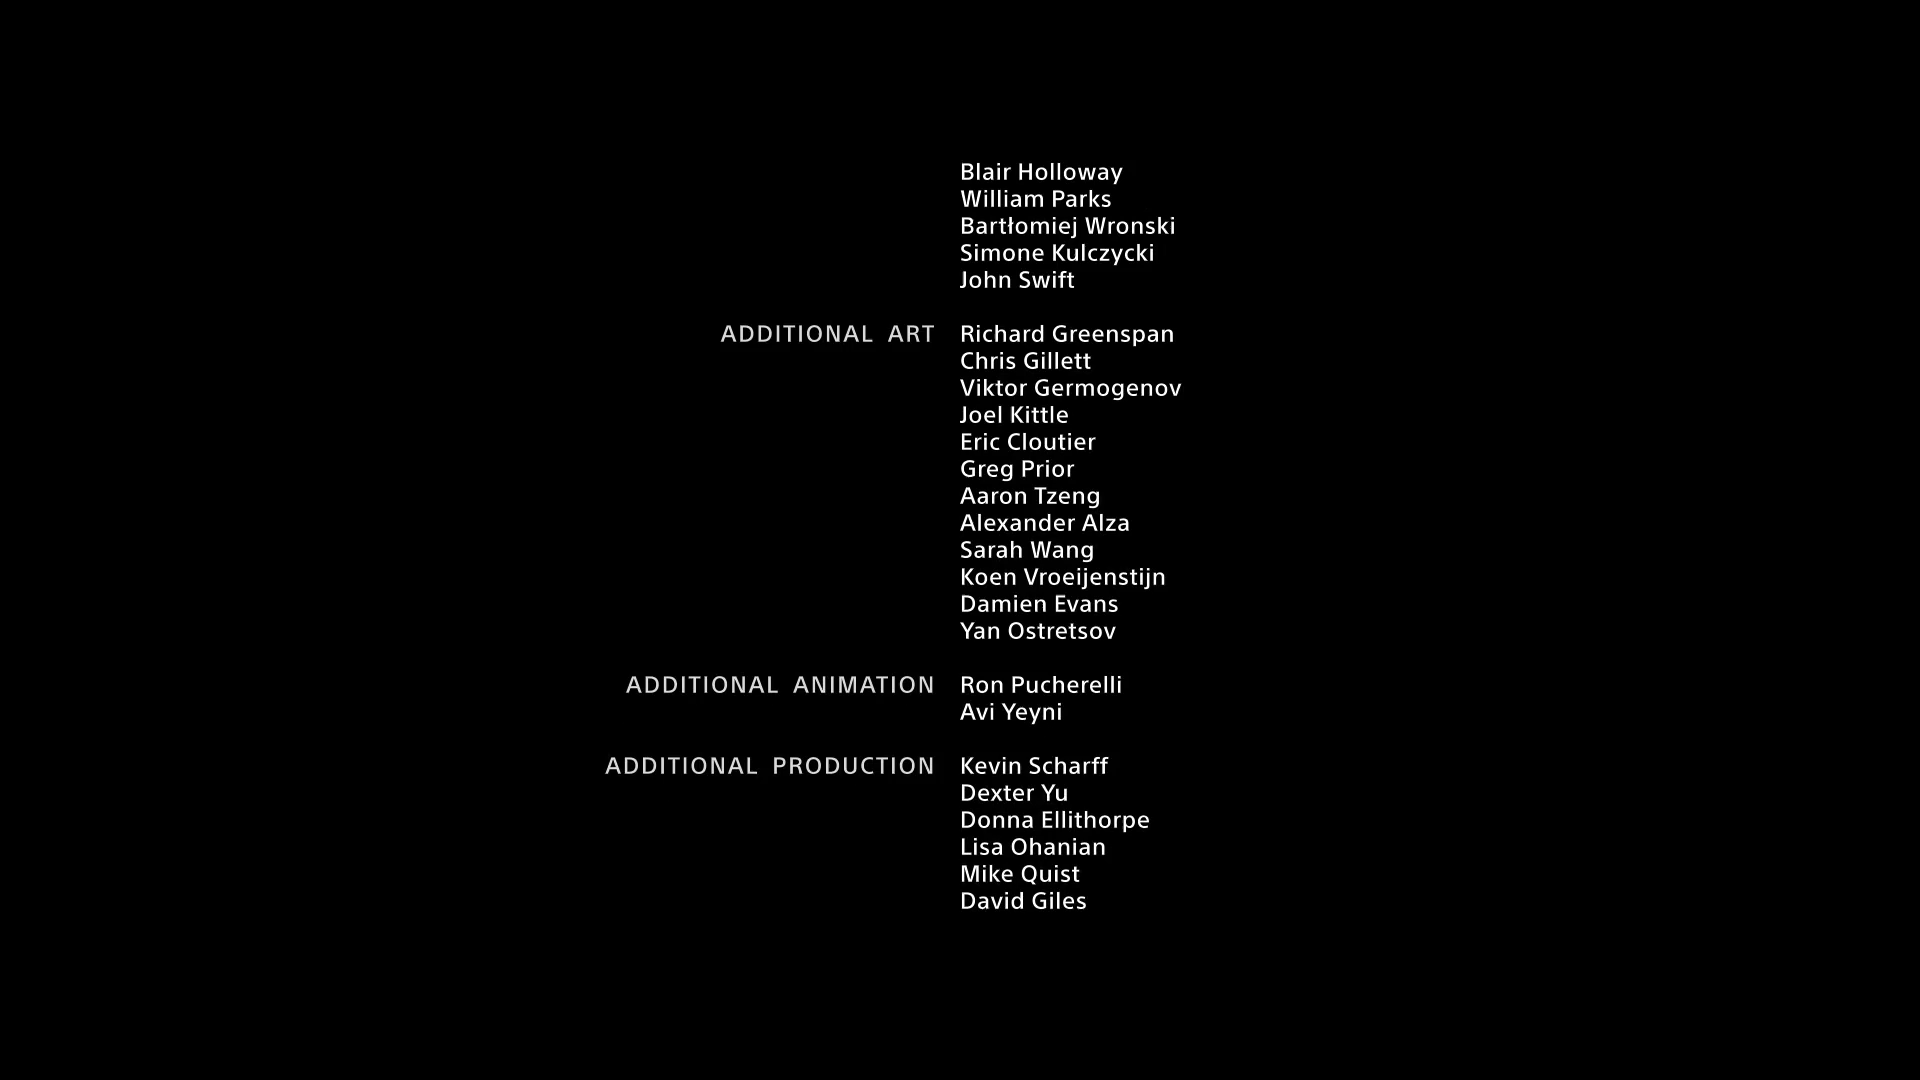 Blair Holloway
William Parks
Bartłomiej Wronski
Simone Kulczycki
John Swift
ADDITIONAL ART Richard Greenspan
Chris Gillett
Viktor Germogenov
Joel Kittle
Eric Cloutier
Greg Prior
Aaron Tzeng
Alexander Alza
Sarah Wang
Koen Vroeijenstijn
Damien Evans
Yan Ostretsov
ADDITIONAL ANIMATION Ron Pucherelli
Avi Yeyni
ADDITIONAL PRODUCTION Kevin Scharff
Dexter Yu
Donna Ellithorpe
Lisa Ohanian
Mike Quist
David Giles